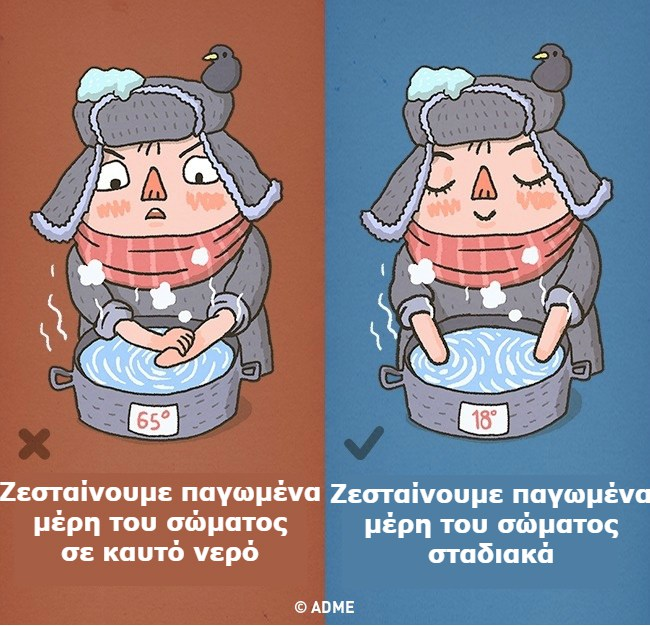 65°
18°
Ζεσταίνουμε παγωμένα
μέρη του σώματος
σε καυτό νερό
Ζεσταίνουμε παγωμένα
μέρη του σώματος
σταδιακά
© ADME